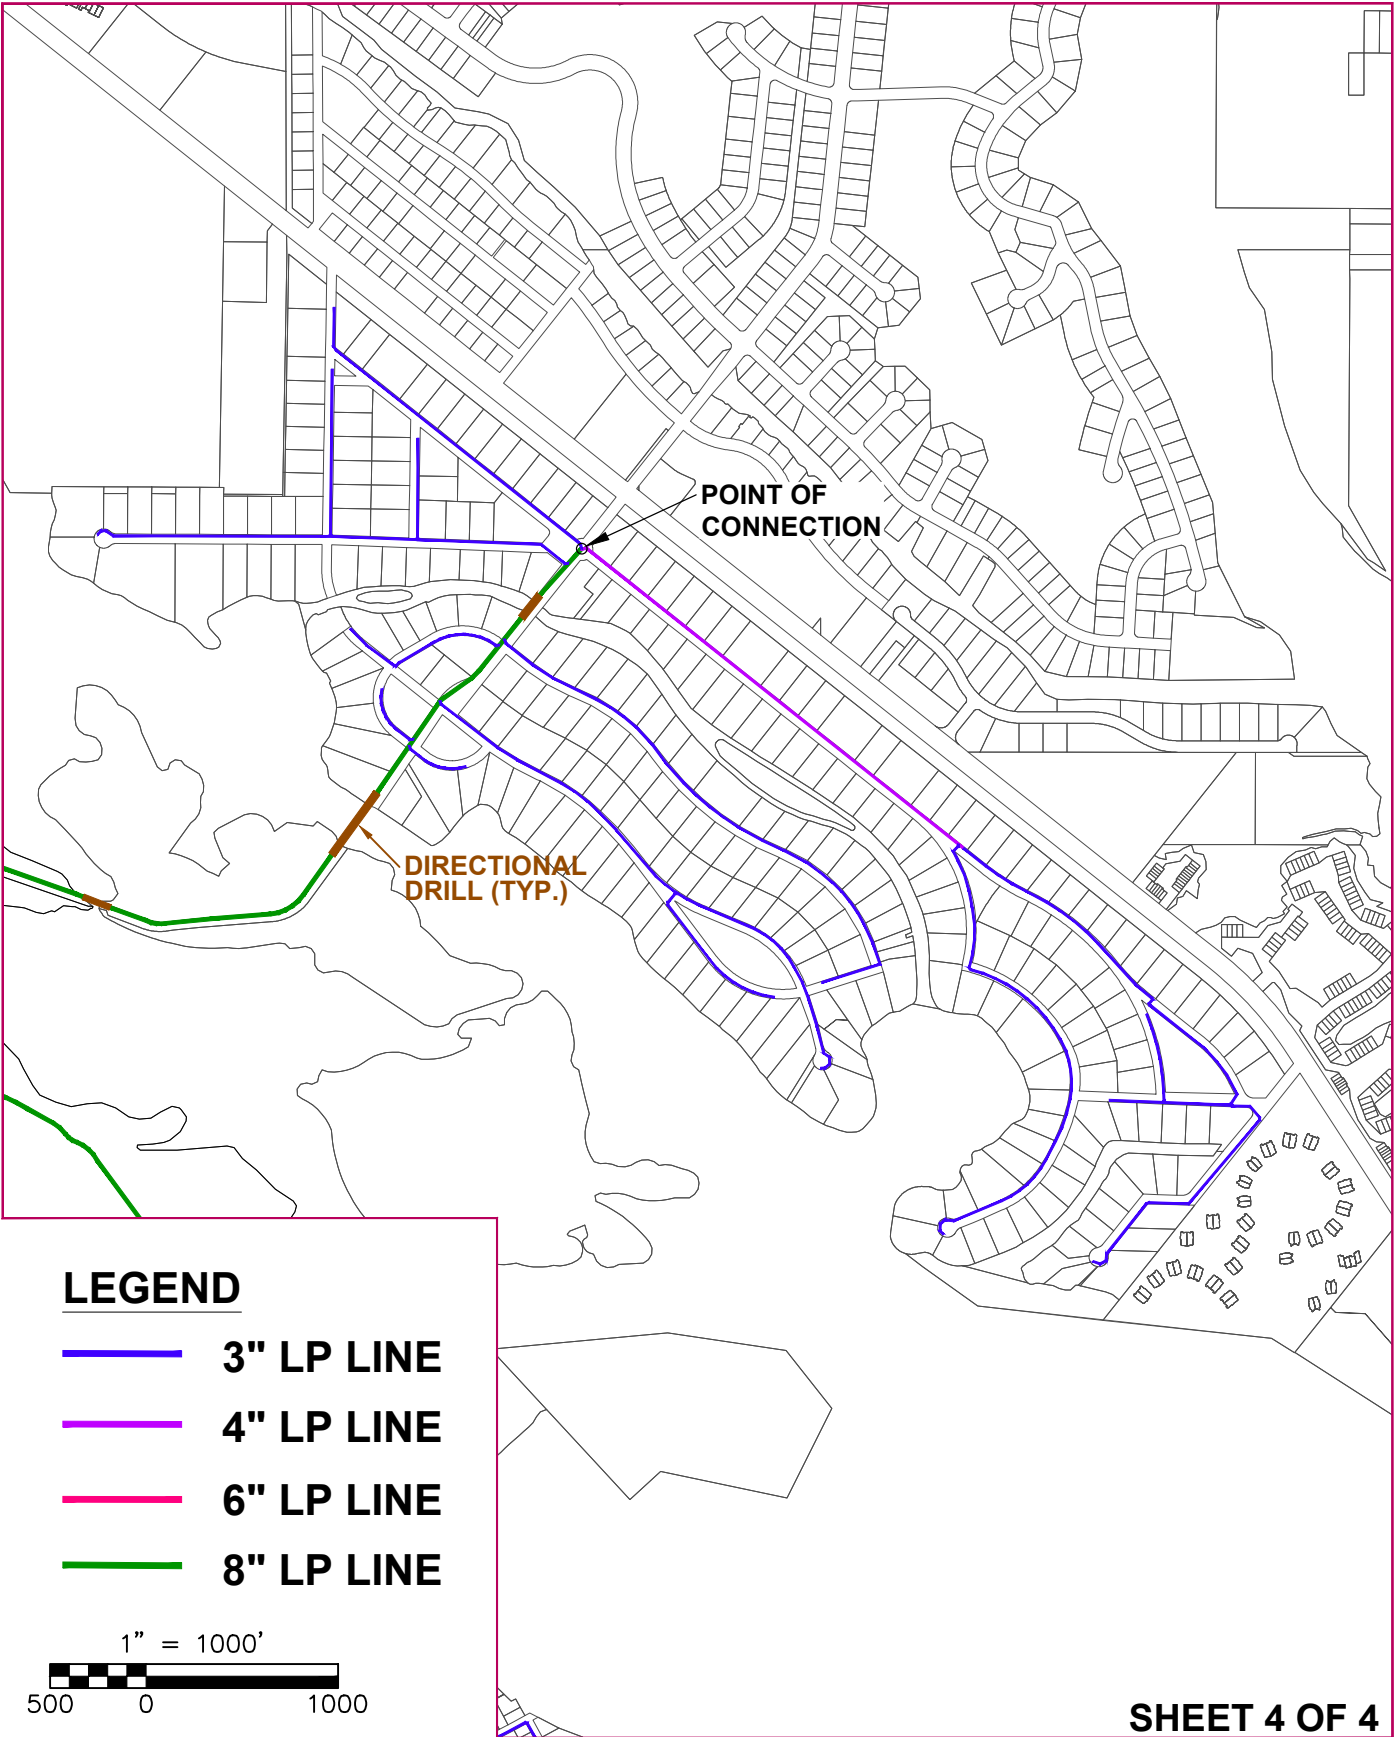 POINT OF
CONNECTION
DIRECTIONAL
DRILL (TYP.)
LEGEND
3" LP LINE
4" LP LINE
6" LP LINE
8" LP LINE
1" = 1000'
500 0 1000
SHEET 4 OF 4